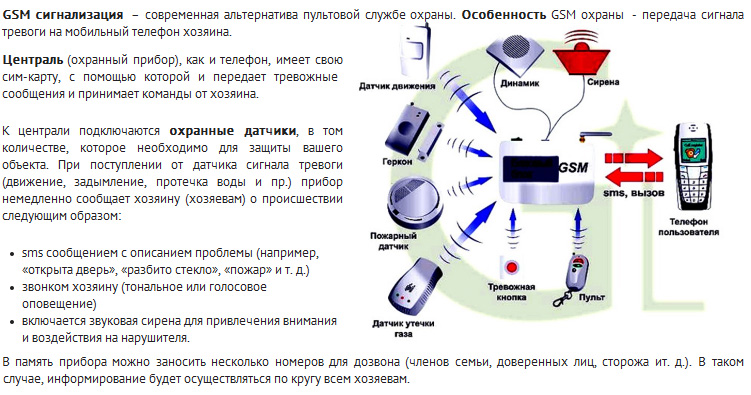 GSM сигнализация – современная альтернатива пультовой службе охраны. Особенность GSM охраны - передача сигнала
тревоги на мобильный телефон хозяина.
Централь (охранный прибор), как и телефон, имеет свою
сим-карту, с помощью которой и передает тревожные
сообщения и принимает команды от хозяина.
К централи подключаются охранные датчики, в том
количестве, которое необходимо для защиты вашего
объекта. При поступлении от датчика сигнала тревоги
(движение, задымление, протечка воды и пр.) прибор
немедленно сообщает хозяину (хозяевам) о происшествии
следующим образом:
• sms сообщением с описанием проблемы (например,
«открыта дверь», «разбито стекло», «пожар» и т. д.)
• звонком хозяину (тональное или голосовое
оповещение)
• включается звуковая сирена для привлечения внимания
и воздействия на нарушителя.
Датчик движения
Динамик
Сирена
Геркон
GSM
sms, вызов
Телефон
пользователя
Пожарный
датчик
Тревожная
кнопка
Пульт
Датчик утечки
газа
В память прибора можно заносить несколько номеров для дозвона (членов семьи, доверенных лиц, сторожа ит. д.). В таком
случае, информирование будет осуществляться по кругу всем хозяевам.